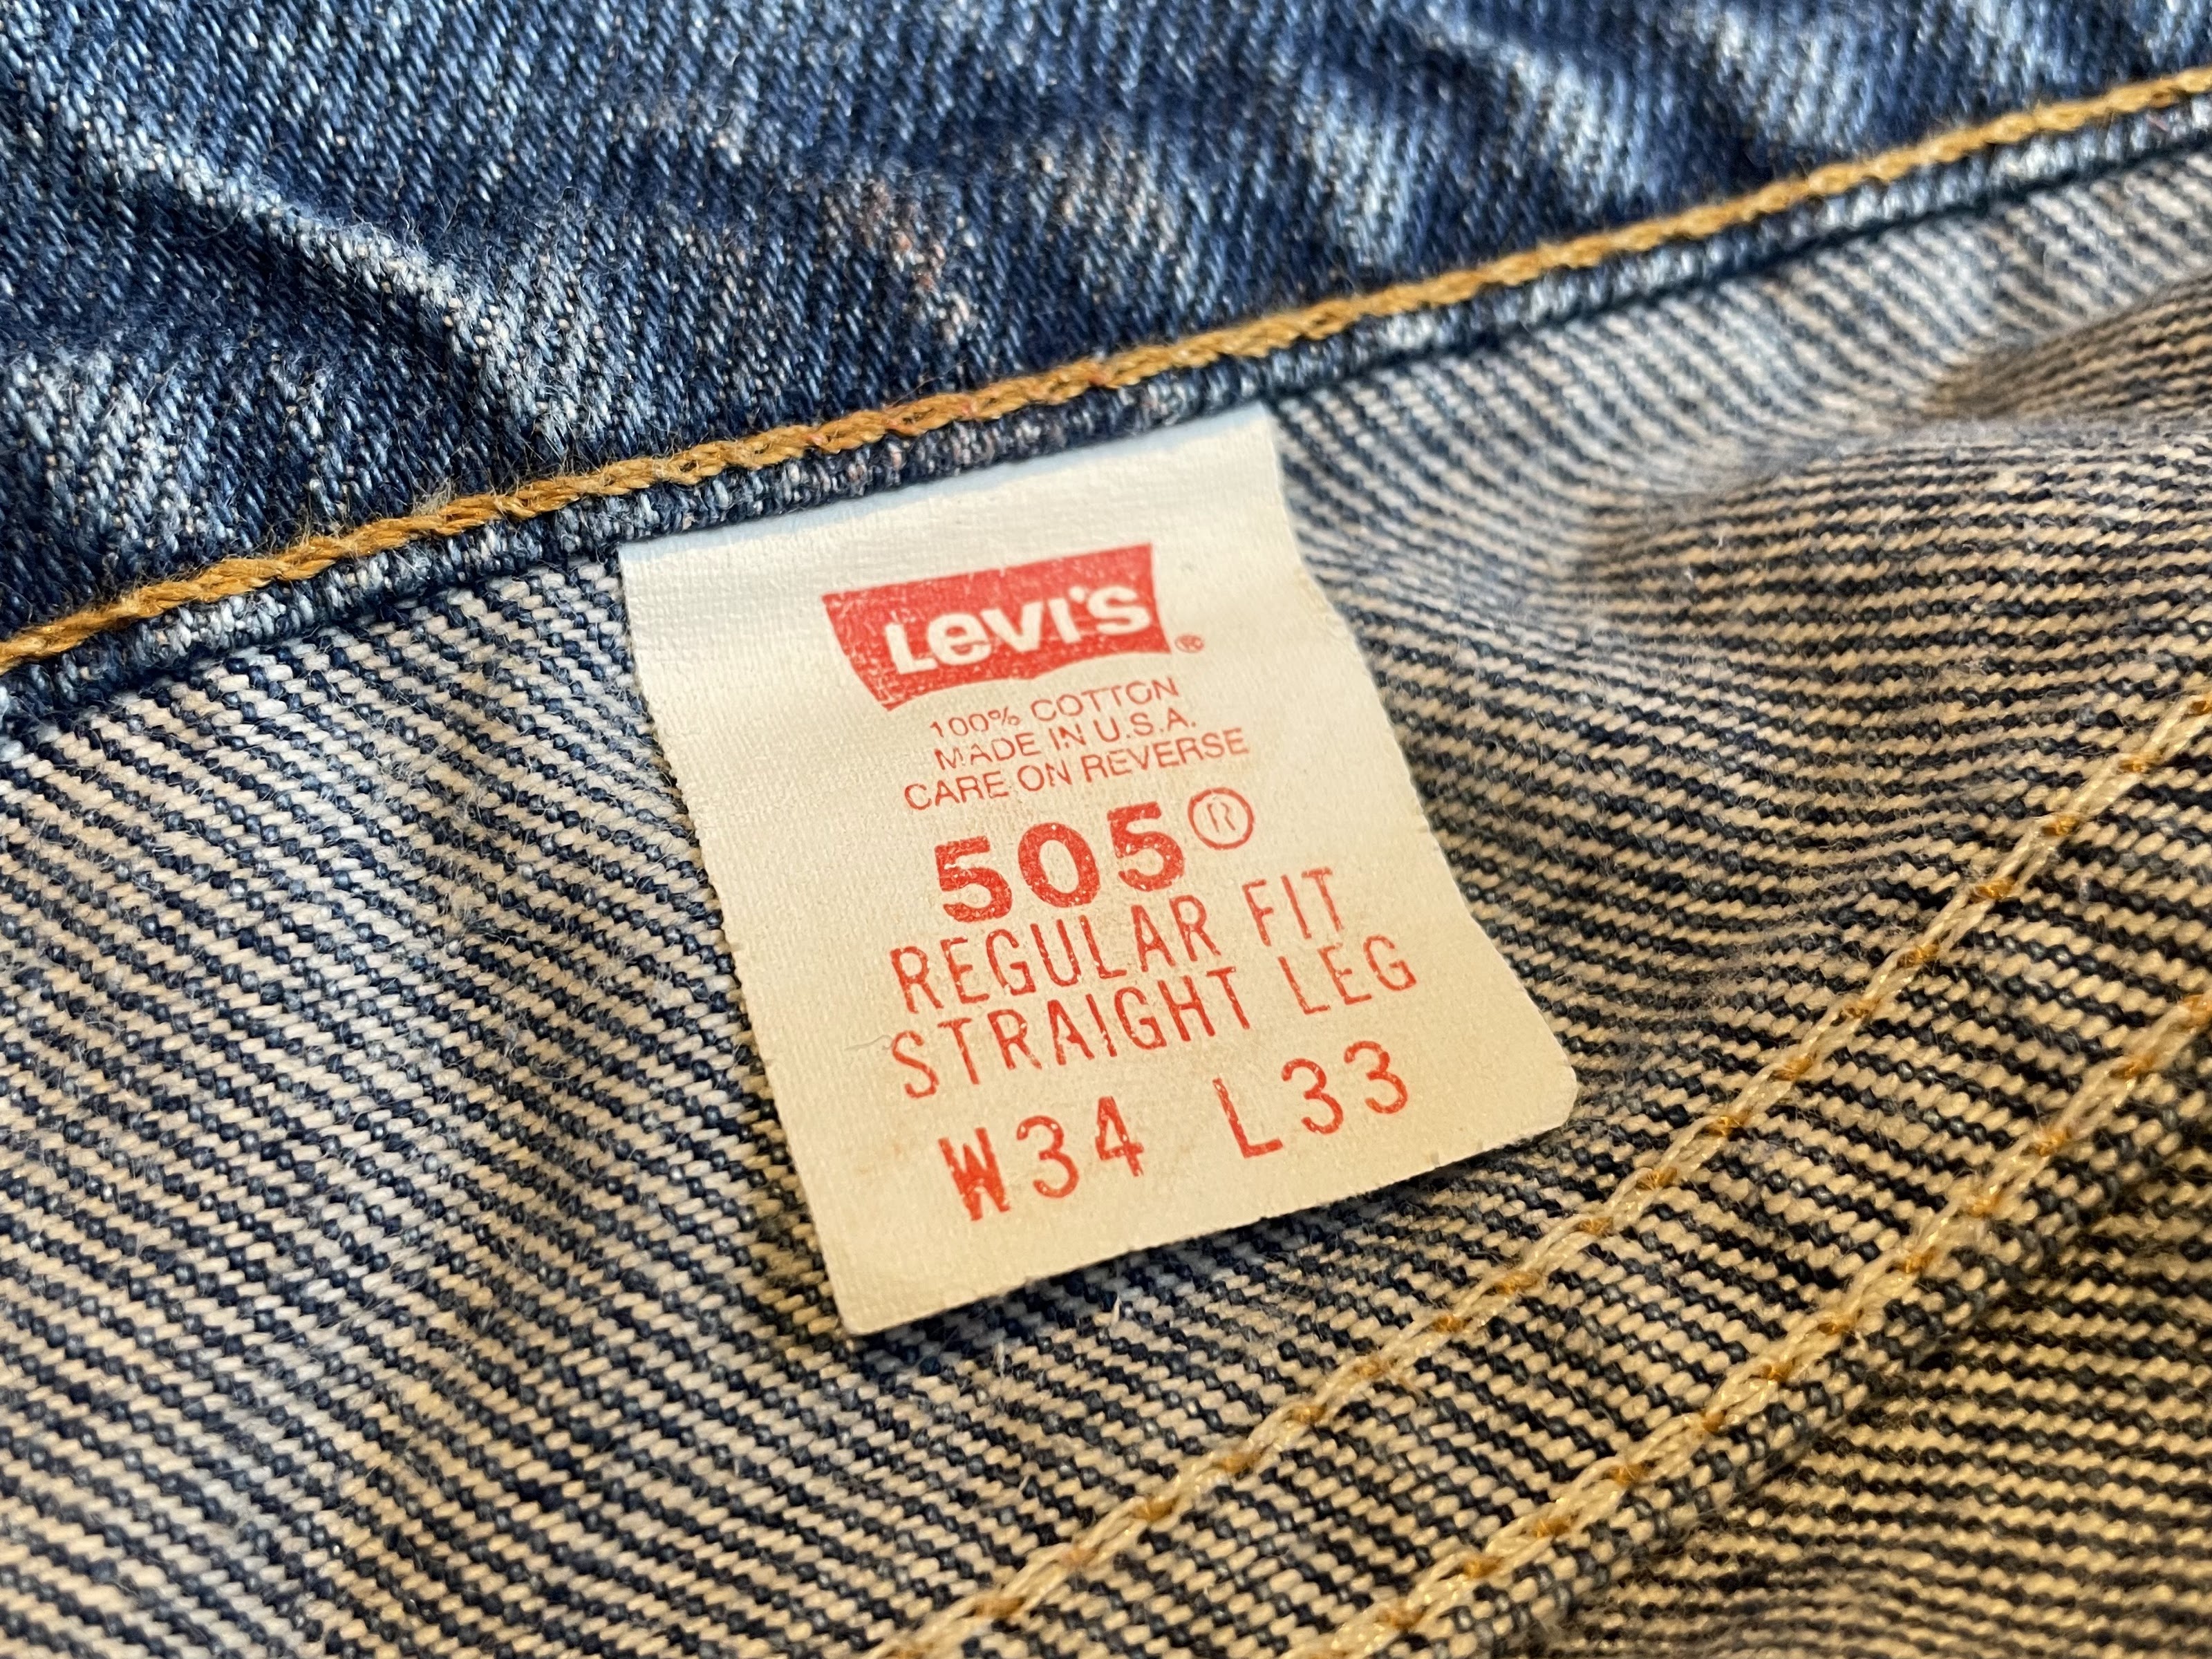 Levi's®
100% COTTON
MADE IN U.S.A.
CARE ON REVERSE
505®
REGULAR FIT
STRAIGHT LEG
W34 L33